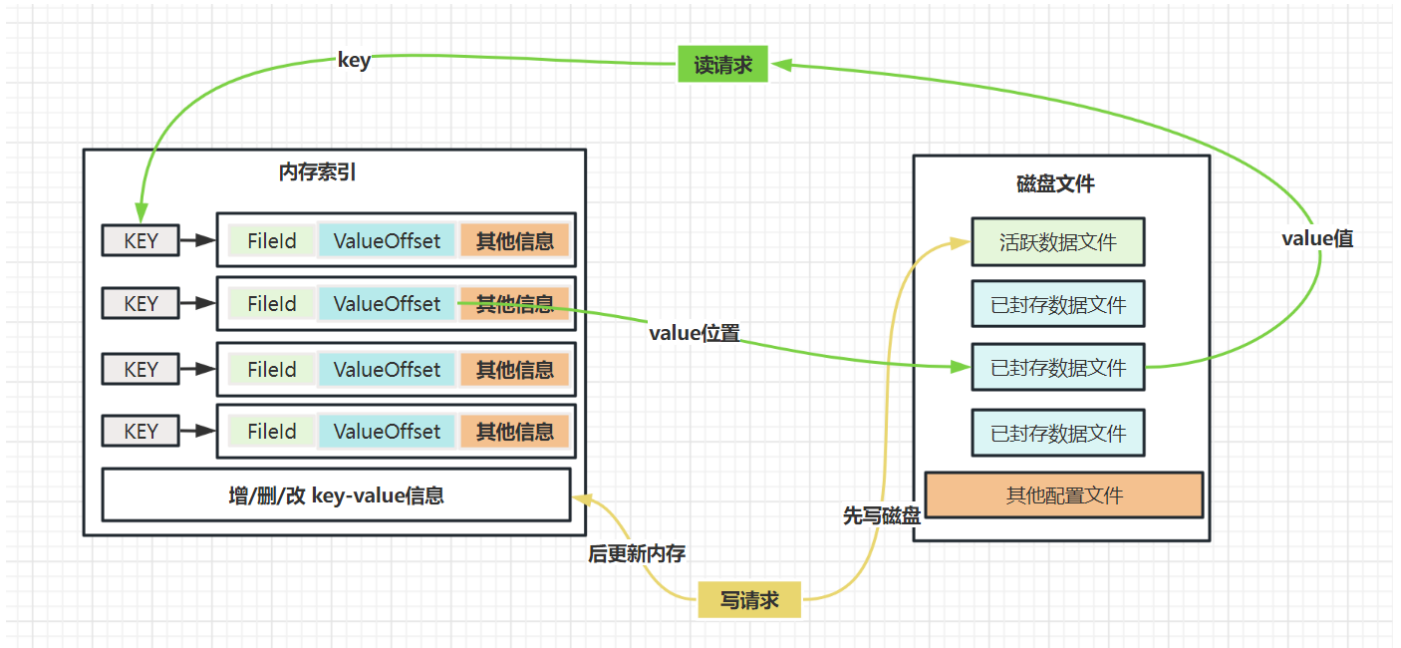 key
读请求
内存索引
KEY
FileId
ValueOffset
其他信息
KEY
FileId
ValueOffset
其他信息
KEY
FileId
ValueOffset
其他信息
KEY
FileId
ValueOffset
其他信息
增/删/改 key-value信息
value位置
磁盘文件
活跃数据文件
已封存数据文件
已封存数据文件
已封存数据文件
其他配置文件
value值
先写磁盘
后更新内存
写请求